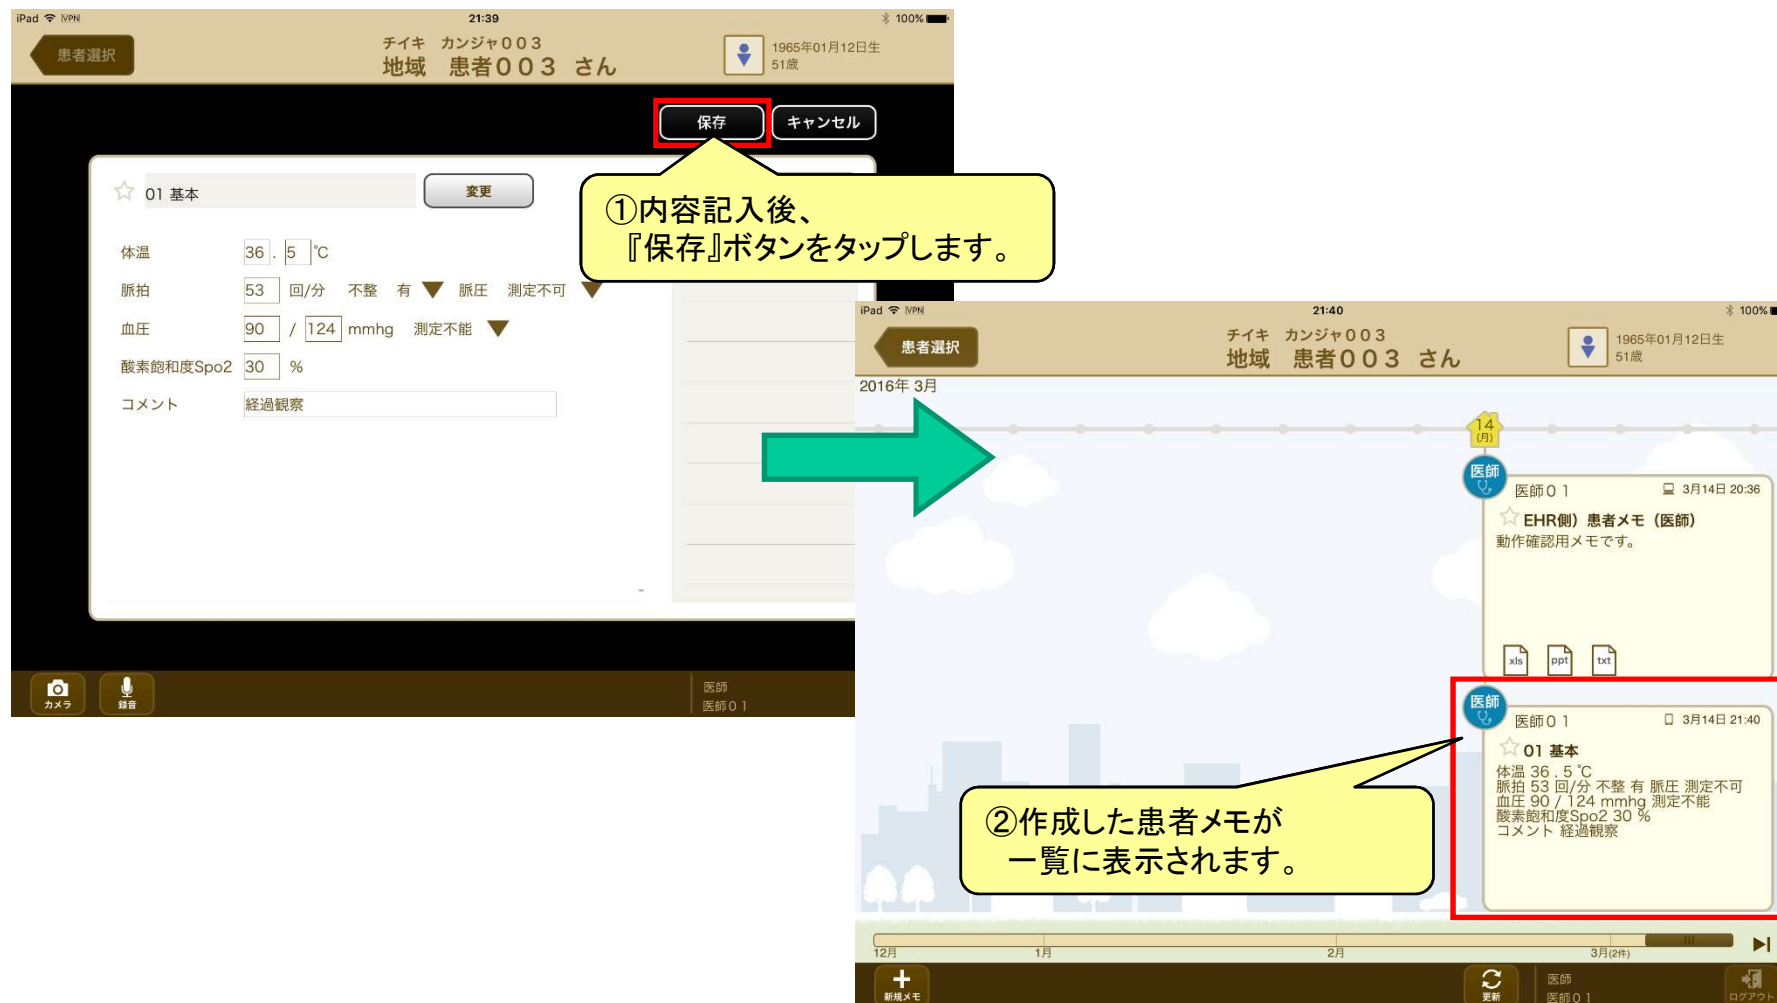 iPad VPN 21:39 100%
患者選択
チイキ カンジャ003
地域 患者003 さん
1965年01月12日生
51歳
保存 キャンセル
01 基本 変更
①内容記入後、
『保存』ボタンをタップします。
体温 36 . 5 ℃
脈拍 53 回/分 不整 有 ▼ 脈圧 測定不可 ▼
血圧 90 / 124 mmhg 測定不能 ▼
酸素飽和度Spo2 30 %
コメント 経過観察
カメラ 録音
医師
医師01
iPad VPN 21:40 100%
患者選択
チイキ カンジャ003
地域 患者003 さん
1965年01月12日生
51歳
2016年 3月
14
(月)
医師
医師01 3月14日 20:36
EHR側）患者メモ（医師）
動作確認用メモです。
xls ppt txt
医師
医師01 3月14日 21:40
01 基本
体温 36 . 5 ℃
脈拍 53 回/分 不整 有 脈圧 測定不可
血圧 90 / 124 mmhg 測定不能
酸素飽和度Spo2 30 %
コメント 経過観察
②作成した患者メモが
一覧に表示されます。
12月 1月 2月 3月(2件)
新規メモ 更新
医師
医師01
ログアウト